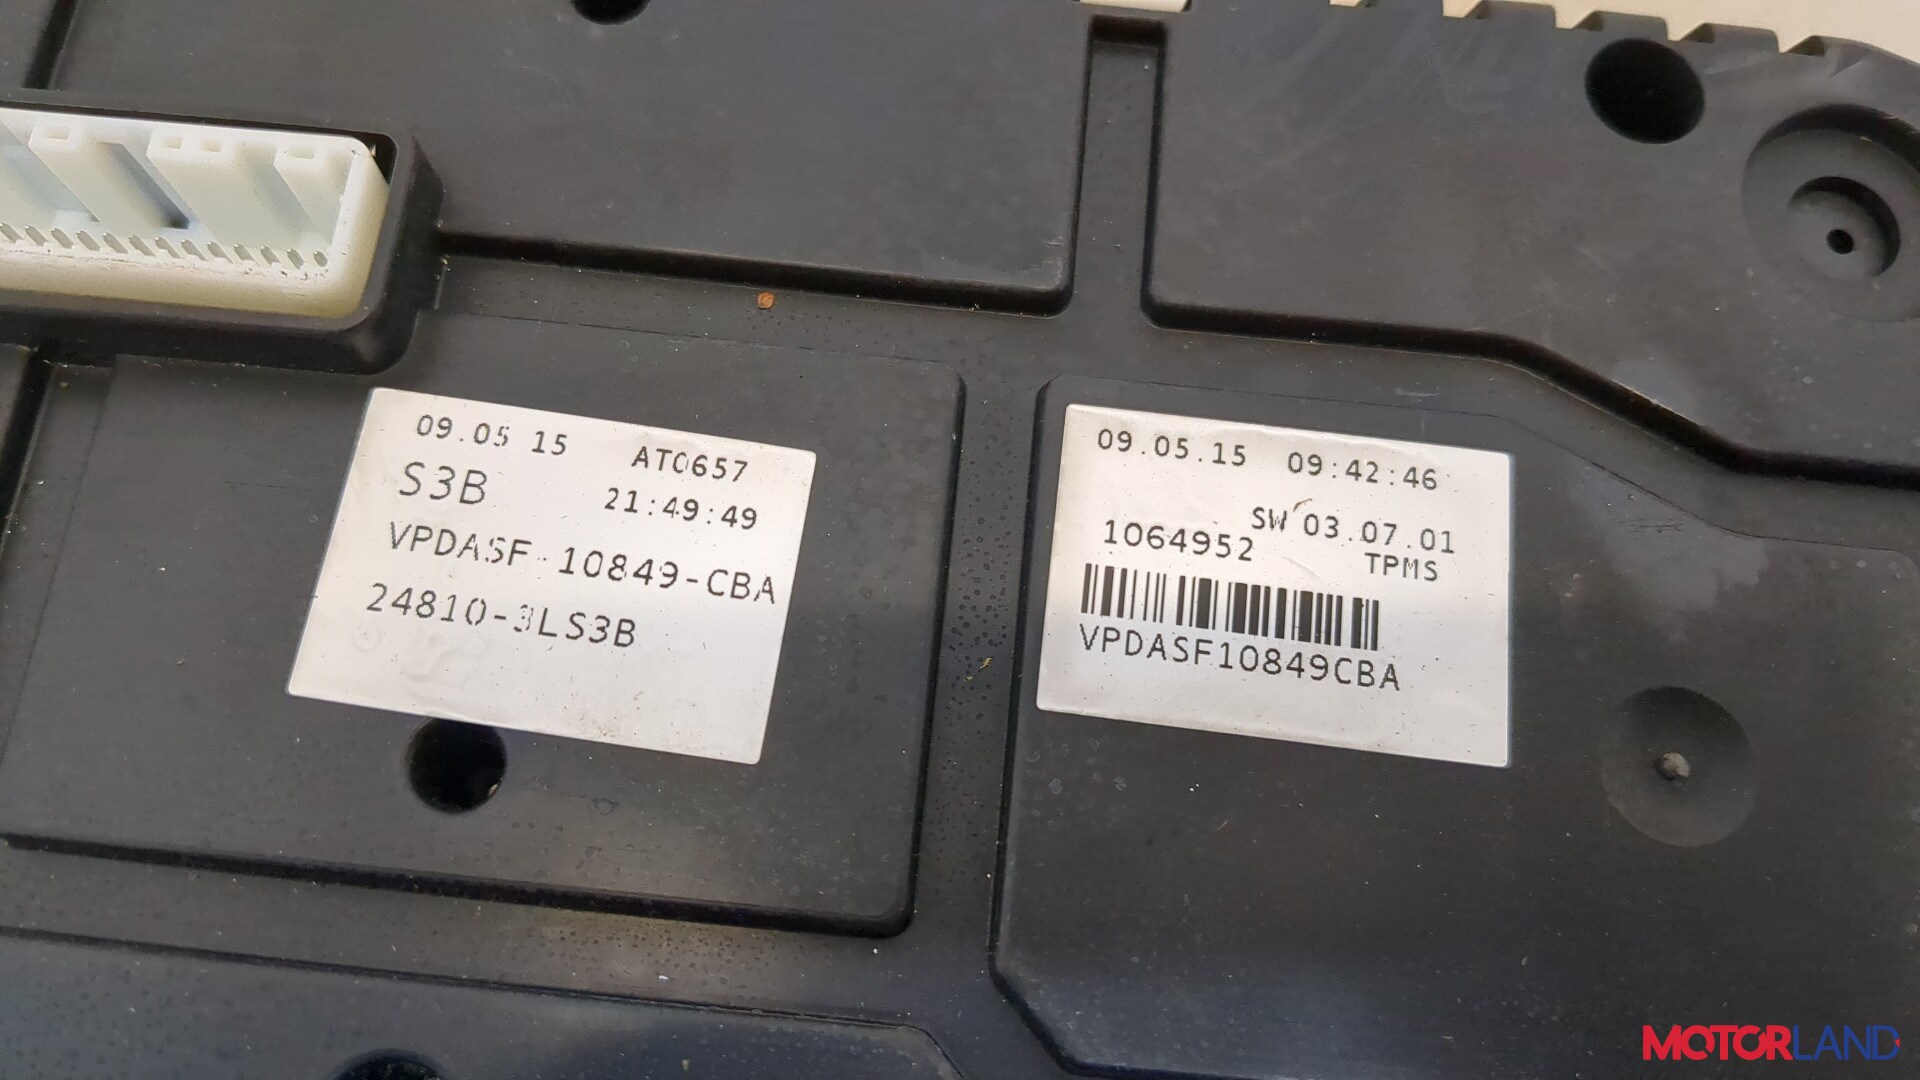 09.05 15 AT0657
S3B 21:49:49
VPDASF-10849-CBA
24810-3LS3B
09.05.15 09:42:46
SW 03.07.01
1064952 TPMS
VPDASF10849CBA
MOTORLAND